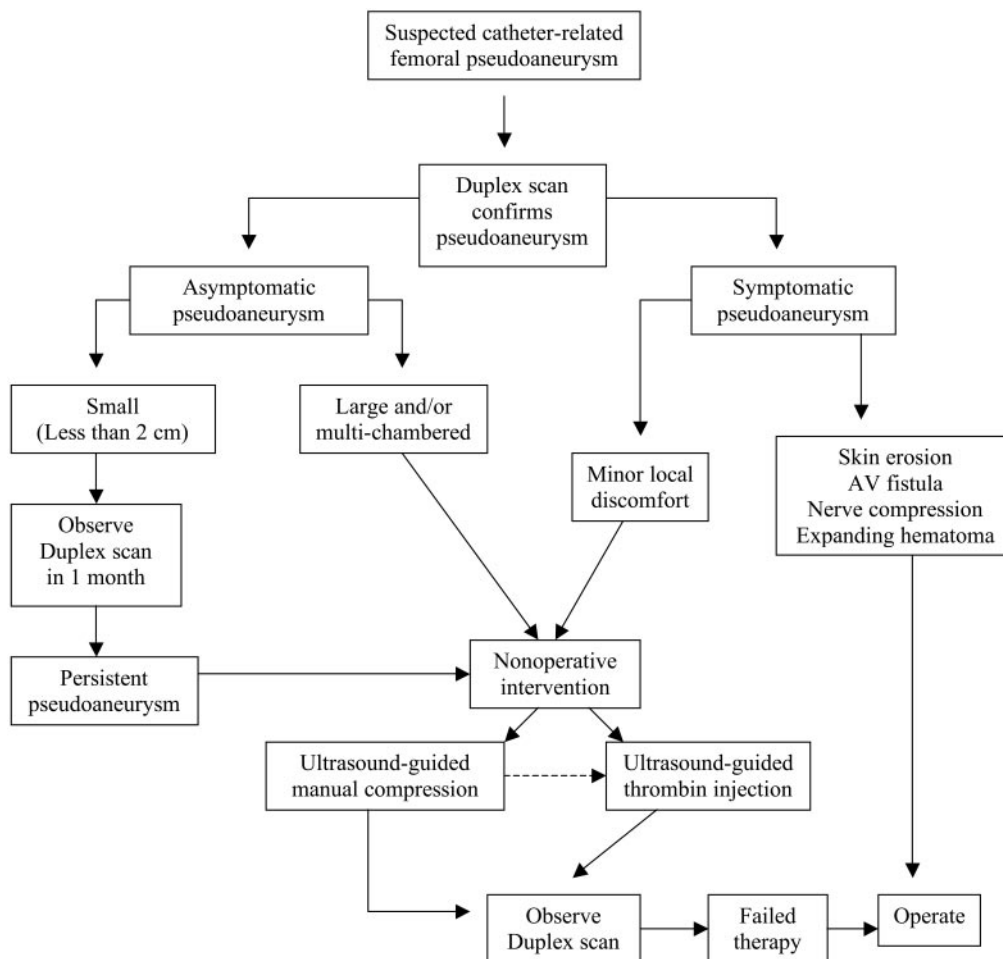 Suspected catheter-related
femoral pseudoaneurysm
Duplex scan
confirms
pseudoaneurysm
Asymptomatic
pseudoaneurysm
Symptomatic
pseudoaneurysm
Small
(Less than 2 cm)
Large and/or
multi-chambered
Minor local
discomfort
Skin erosion
AV fistula
Nerve compression
Expanding hematoma
Observe
Duplex scan
in 1 month
Persistent
pseudoaneurysm
Nonoperative
intervention
Ultrasound-guided
manual compression
Ultrasound-guided
thrombin injection
Observe
Duplex scan
Failed
therapy
Operate